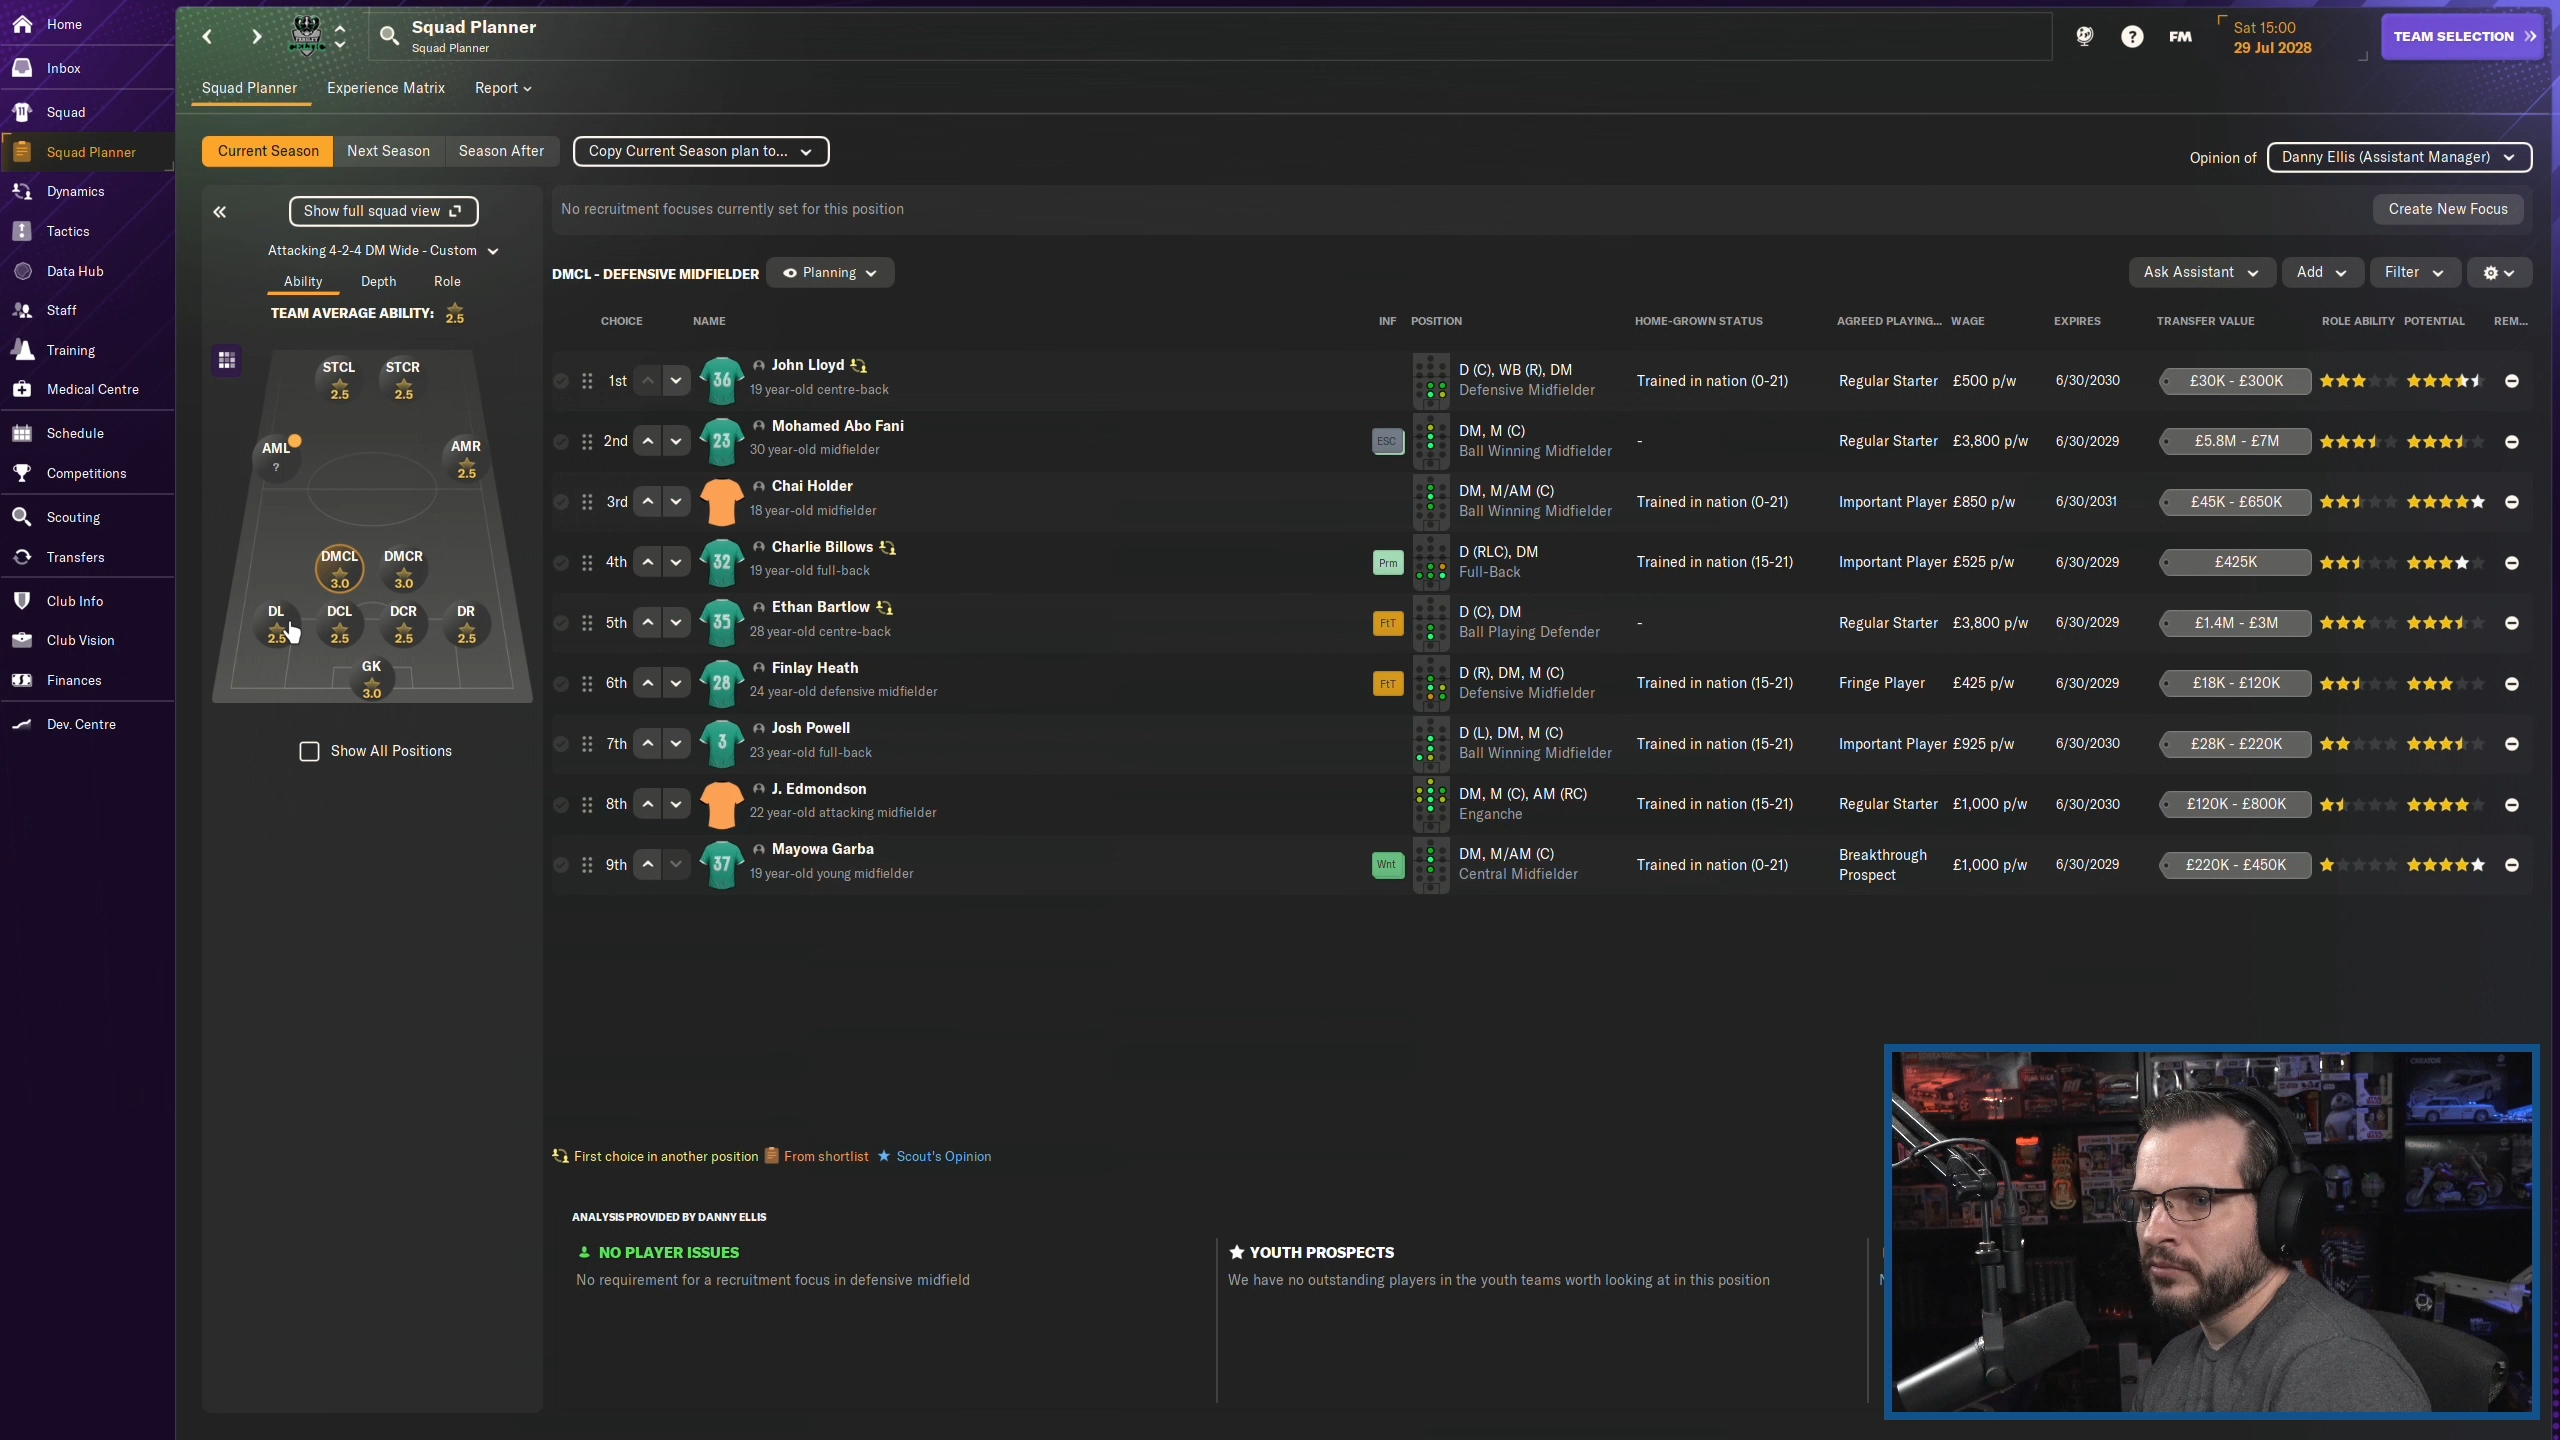 Home
Inbox
Squad
Squad Planner
Dynamics
Tactics
Data Hub
Staff
Training
Medical Centre
Schedule
Competitions
Scouting
Transfers
Club Info
Club Vision
Finances
Dev. Centre
Squad Planner
Squad Planner
FM
Sat 15:00
29 Jul 2028
TEAM SELECTION
Squad Planner Experience Matrix Report
Current Season Next Season Season After Copy Current Season plan to...
Opinion of Danny Ellis (Assistant Manager)
Show full squad view
Attacking 4-2-4 DM Wide - Custom
Ability Depth Role
TEAM AVERAGE ABILITY: 2.5
STCL 2.5 STCR 2.5
AML ? AMR 2.5
DMCL 3.0 DMCR 3.0
DL 2.5 DCL 2.5 DCR 2.5 DR 2.5
GK 3.0
Show All Positions
No recruitment focuses currently set for this position
Create New Focus
DMCL - DEFENSIVE MIDFIELDER Planning
Ask Assistant Add Filter
CHOICE NAME INF POSITION HOME-GROWN STATUS AGREED PLAYING... WAGE EXPIRES TRANSFER VALUE ROLE ABILITY POTENTIAL REM...
1st 36 John Lloyd D (C), WB (R), DM Trained in nation (0-21) Regular Starter £500 p/w 6/30/2030 £30K - £300K
19 year-old centre-back Defensive Midfielder
2nd 23 Mohamed Abo Fani ESC DM, M (C) - Regular Starter £3,800 p/w 6/30/2029 £5.8M - £7M
30 year-old midfielder Ball Winning Midfielder
3rd Chai Holder DM, M/AM (C) Trained in nation (0-21) Important Player £850 p/w 6/30/2031 £45K - £650K
18 year-old midfielder Ball Winning Midfielder
4th 32 Charlie Billows Prm D (RLC), DM Trained in nation (15-21) Important Player £525 p/w 6/30/2029 £425K
19 year-old full-back Full-Back
5th 35 Ethan Bartlow FtT D (C), DM - Regular Starter £3,800 p/w 6/30/2029 £1.4M - £3M
28 year-old centre-back Ball Playing Defender
6th 28 Finlay Heath FtT D (R), DM, M (C) Trained in nation (15-21) Fringe Player £425 p/w 6/30/2029 £18K - £120K
24 year-old defensive midfielder Defensive Midfielder
7th 3 Josh Powell D (L), DM, M (C) Trained in nation (15-21) Important Player £925 p/w 6/30/2030 £28K - £220K
23 year-old full-back Ball Winning Midfielder
8th J. Edmondson DM, M (C), AM (RC) Trained in nation (15-21) Regular Starter £1,000 p/w 6/30/2030 £120K - £800K
22 year-old attacking midfielder Enganche
9th 37 Mayowa Garba Wnt DM, M/AM (C) Trained in nation (0-21) Breakthrough Prospect £1,000 p/w 6/30/2029 £220K - £450K
19 year-old young midfielder Central Midfielder
First choice in another position From shortlist Scout's Opinion
ANALYSIS PROVIDED BY DANNY ELLIS
NO PLAYER ISSUES
No requirement for a recruitment focus in defensive midfield
YOUTH PROSPECTS
We have no outstanding players in the youth teams worth looking at in this position